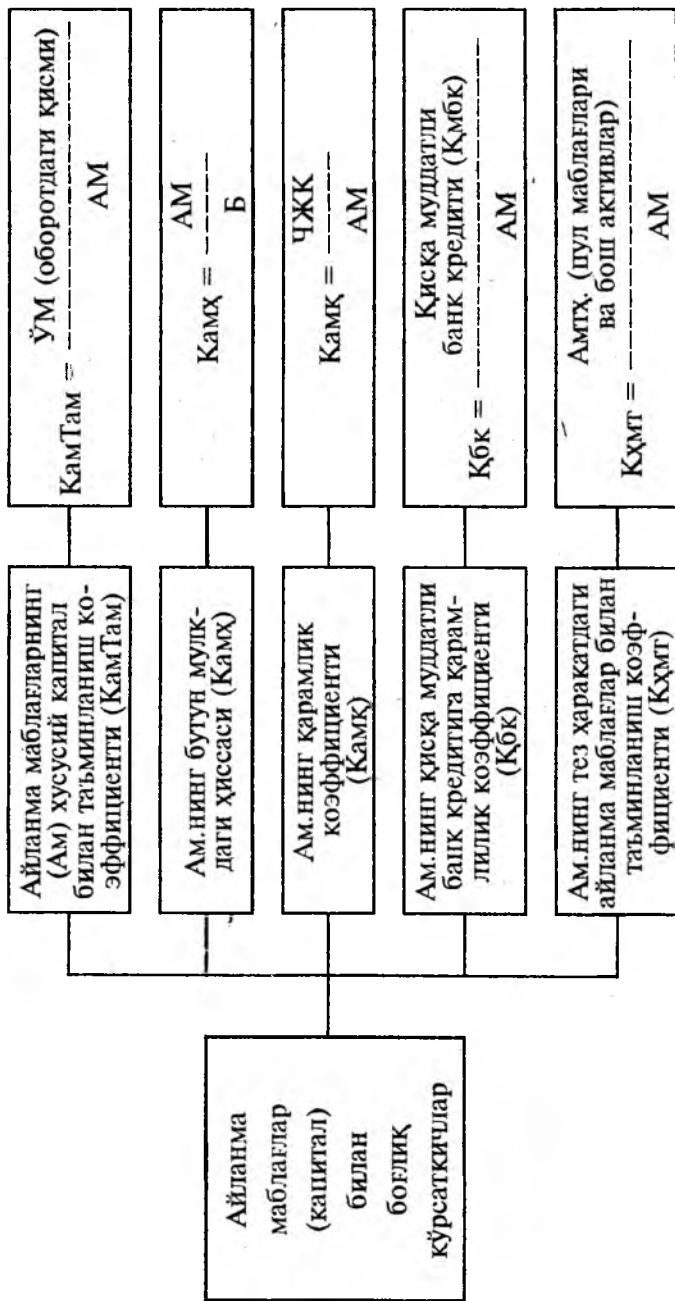 Айланма
маблағлар
(капитал)
билан
боғлиқ
кўрсаткичлар
Айланма маблағларнинг
(Ам) хусусий капитал
билан таъминланиш ко-
эффициенти (КамТам)
ЎМ (оборотдаги қисми)
КамТам = ――――――
АМ
Ам.нинг бутун мулк-
даги ҳиссаси (Камҳ)
АМ
Камҳ = ――――――
Б
Ам.нинг қарамлик
коэффициенти
(Камқ)
ЧЖК
Камқ = ――――――
АМ
Ам.нинг қисқа муддатли
банк кредитига қарам-
лилик коэффициенти
(Қбк)
Қисқа муддатли
банк кредити (Қмбк)
Қбк = ――――――
АМ
Ам.нинг тез ҳаракатдаги
айланма маблағлар билан
таъминланиш коэф-
фициенти (Кҳмт)
Амтҳ. (пул маблағлари
ва бош активлар)
Кҳмт = ――――――
АМ